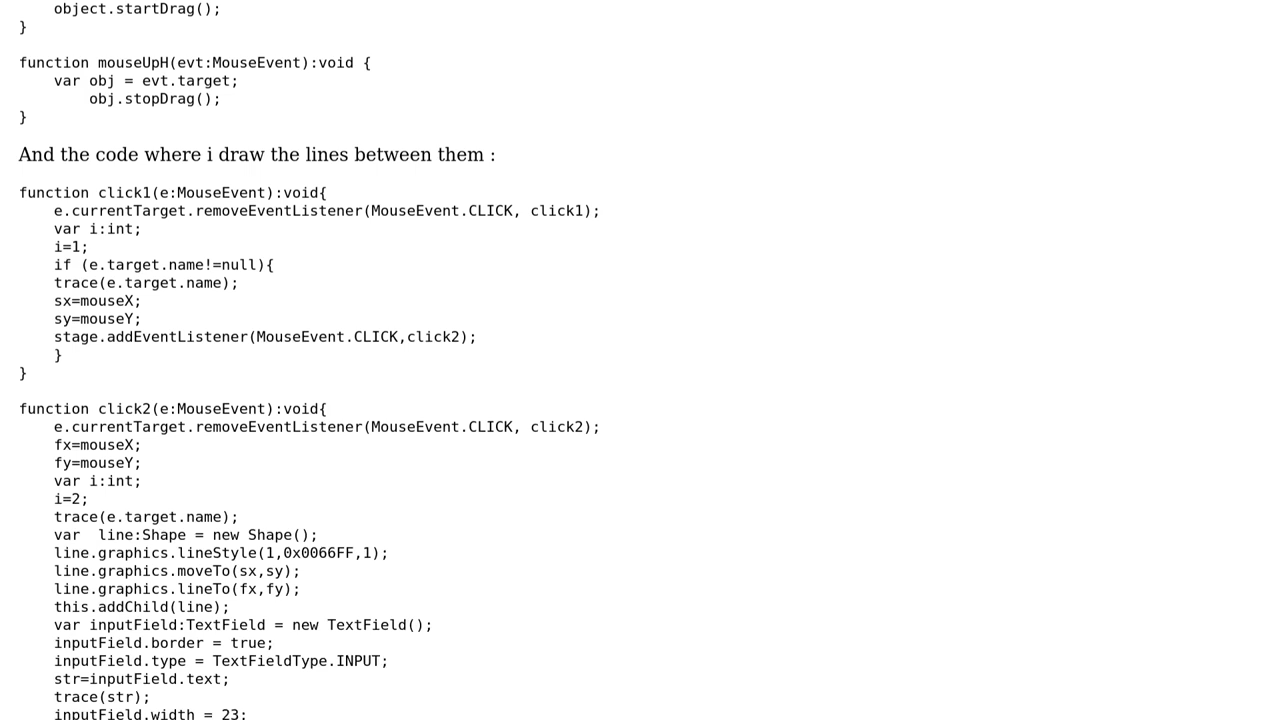 object.startDrag();
}

function mouseUpH(evt:MouseEvent):void {
    var obj = evt.target;
        obj.stopDrag();
}

And the code where i draw the lines between them :

function click1(e:MouseEvent):void{
    e.currentTarget.removeEventListener(MouseEvent.CLICK, click1);
    var i:int;
    i=1;
    if (e.target.name!=null){
    trace(e.target.name);
    sx=mouseX;
    sy=mouseY;
    stage.addEventListener(MouseEvent.CLICK,click2);
    }
}

function click2(e:MouseEvent):void{
    e.currentTarget.removeEventListener(MouseEvent.CLICK, click2);
    fx=mouseX;
    fy=mouseY;
    var i:int;
    i=2;
    trace(e.target.name);
    var  line:Shape = new Shape();
    line.graphics.lineStyle(1,0x0066FF,1);
    line.graphics.moveTo(sx,sy);
    line.graphics.lineTo(fx,fy);
    this.addChild(line);
    var inputField:TextField = new TextField();
    inputField.border = true;
    inputField.type = TextFieldType.INPUT;
    str=inputField.text;
    trace(str);
    inputField.width = 23;